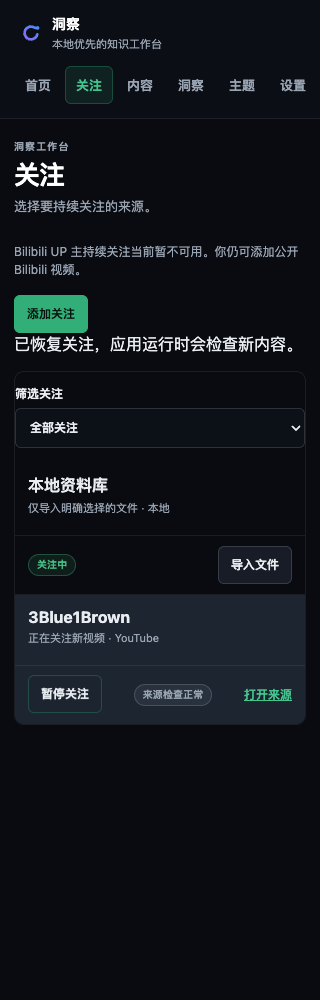 洞察
本地优先的知识工作台
首页 关注 内容 洞察 主题 设置
洞察工作台
关注
选择要持续关注的来源。
Bilibili UP 主持续关注当前暂不可用。你仍可添加公开
Bilibili 视频。
添加关注
已恢复关注，应用运行时会检查新内容。
筛选关注
全部关注
本地资料库
仅导入明确选择的文件 · 本地
关注中 导入文件
3Blue1Brown
正在关注新视频 · YouTube
暂停关注 来源检查正常 打开来源